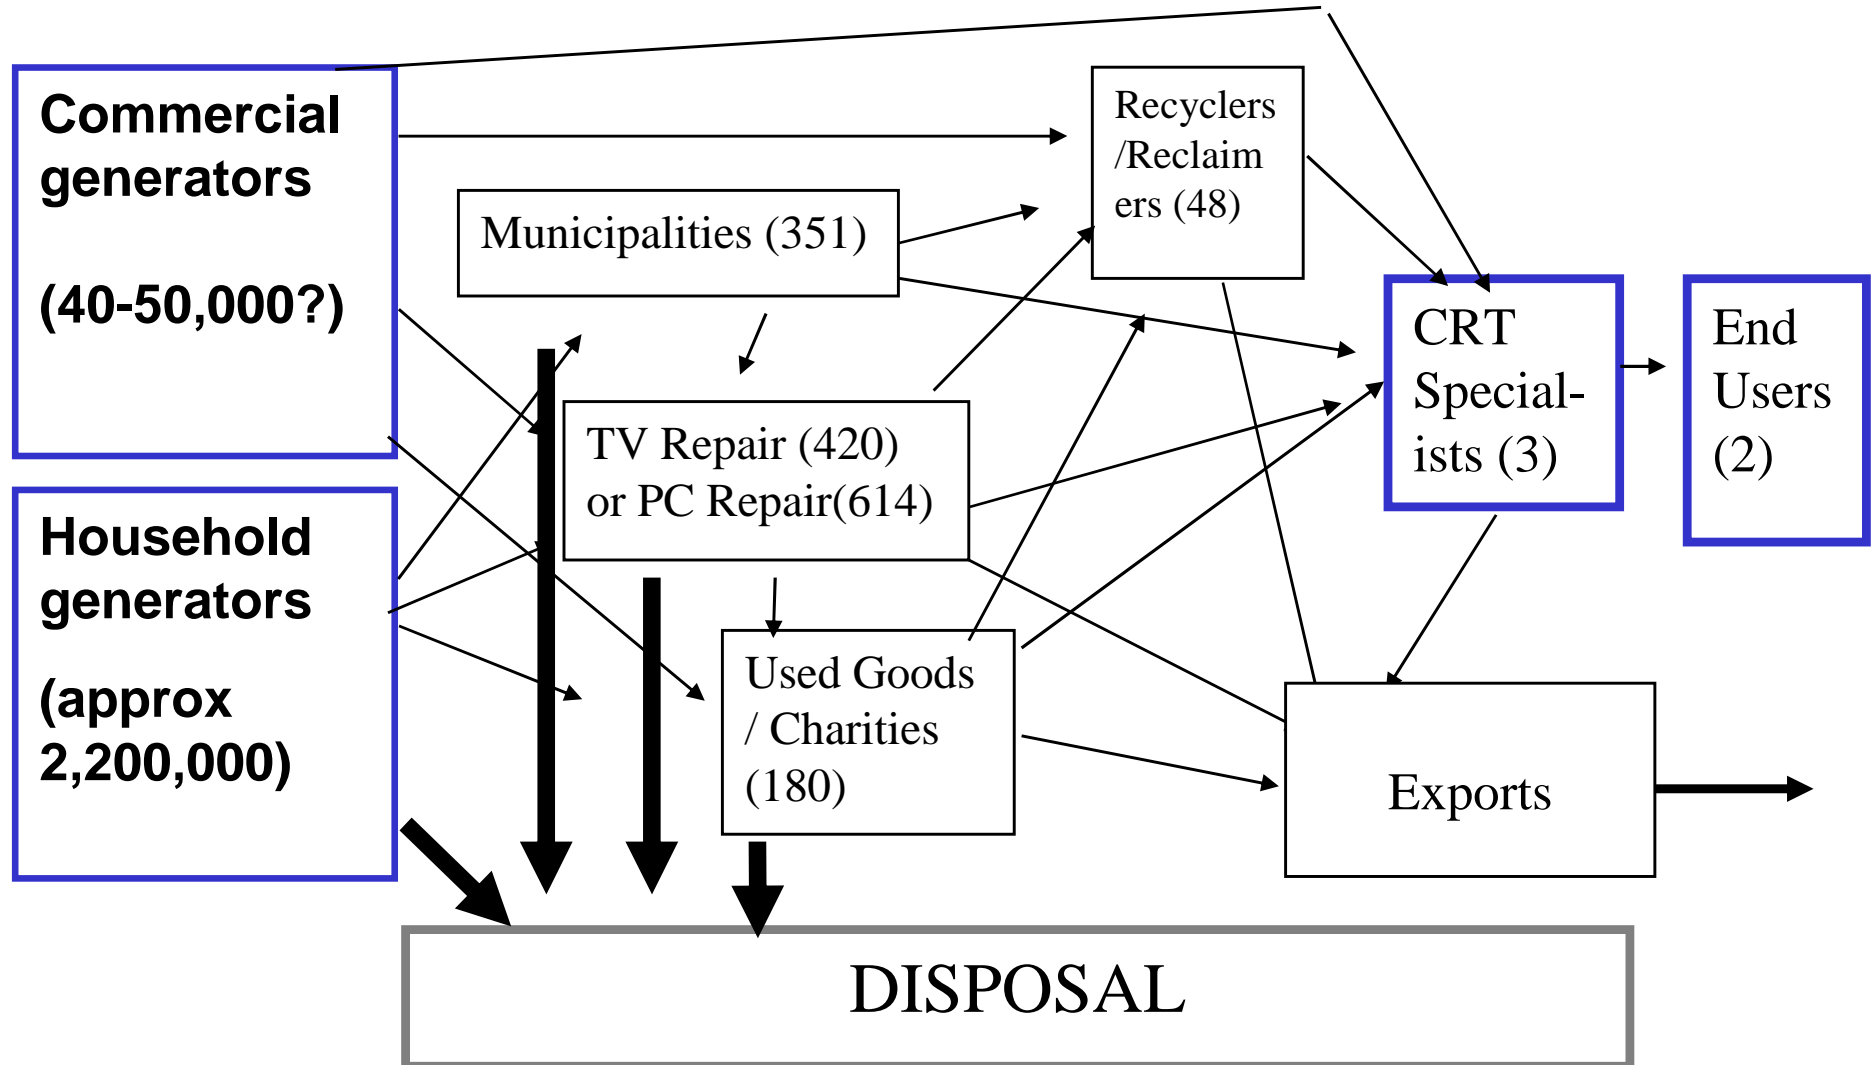 Commercial
generators
(40-50,000?)
Household
generators
(approx
2,200,000)
Municipalities (351)
TV Repair (420)
or PC Repair(614)
Used Goods
/ Charities
(180)
Recyclers
/Reclaim
ers (48)
CRT
Special-
ists (3)
End
Users
(2)
Exports
DISPOSAL